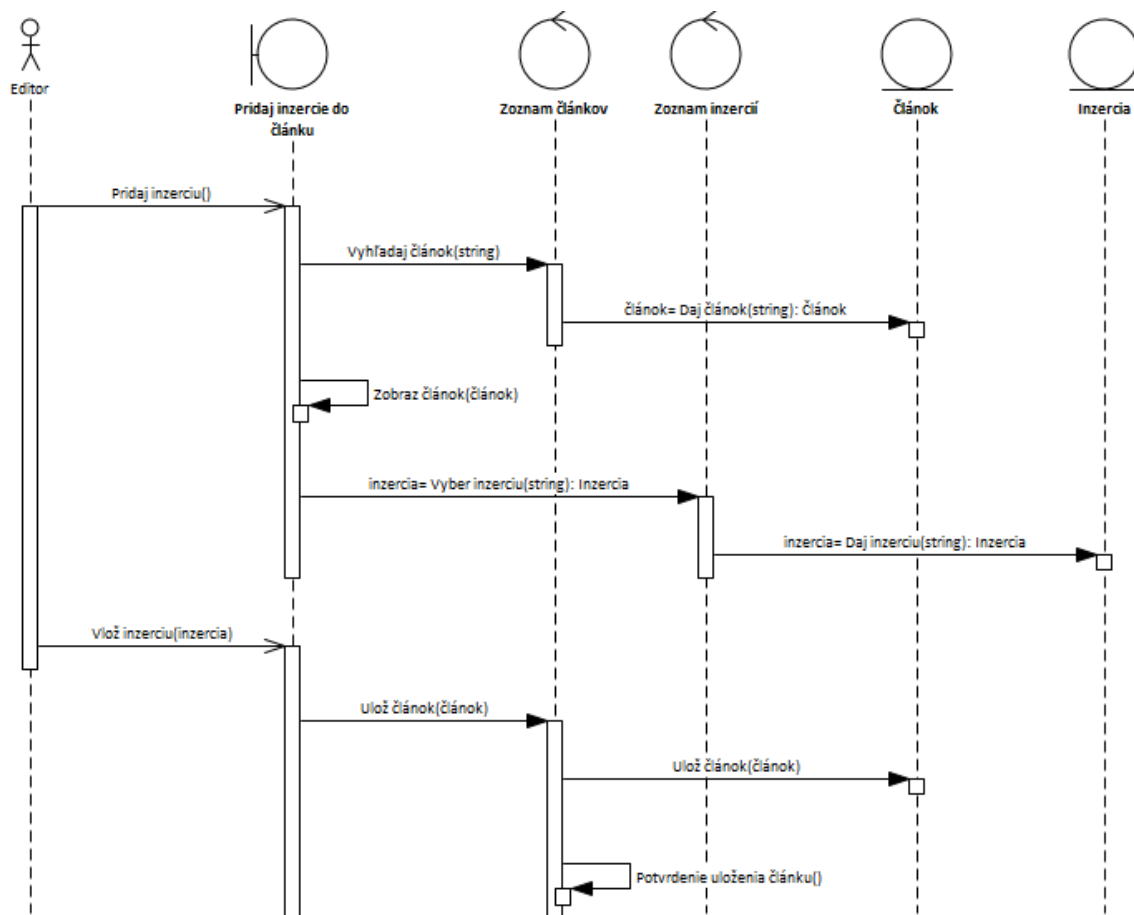 Editor
Pridaj inzercie do
článku
Zoznam článkov
Zoznam inzercií
Článok
Inzercia
Pridaj inzerciu()
Vyhľadaj článok(string)
článok= Daj článok(string): Článok
Zobraz článok(článok)
inzercia= Vyber inzerciu(string): Inzercia
inzercia= Daj inzerciu(string): Inzercia
Vlož inzerciu(inzercia)
Ulož článok(článok)
Ulož článok(článok)
Potvrdenie uloženia článku()